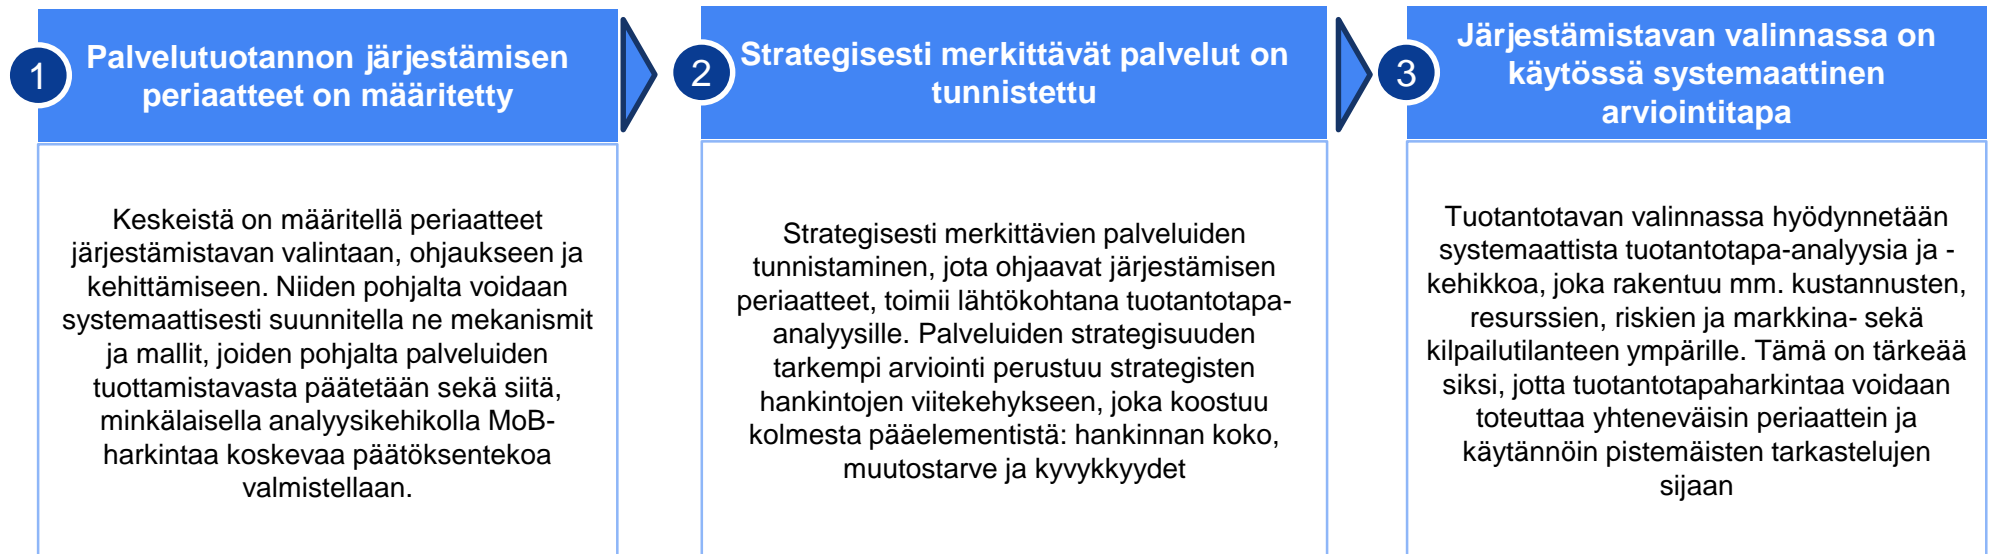 1
Palvelutuotannon järjestämisen
periaatteet on määritetty
Keskeistä on määritellä periaatteet
järjestämistavan valintaan, ohjaukseen ja
kehittämiseen. Niiden pohjalta voidaan
systemaattisesti suunnitella ne mekanismit
ja mallit, joiden pohjalta palveluiden
tuottamistavasta päätetään sekä siitä,
minkälaisella analyysikehikolla MoB-
harkintaa koskevaa päätöksentekoa
valmistellaan.
2
Strategisesti merkittävät palvelut on
tunnistettu
Strategisesti merkittävien palveluiden
tunnistaminen, jota ohjaavat järjestämisen
periaatteet, toimii lähtökohtana tuotantotapa-
analyysille. Palveluiden strategisuuden
tarkempi arviointi perustuu strategisten
hankintojen viitekehykseen, joka koostuu
kolmesta pääelementistä: hankinnan koko,
muutostarve ja kyvykkyydet
3
Järjestämistavan valinnassa on
käytössä systemaattinen
arviointitapa
Tuotantotavan valinnassa hyödynnetään
systemaattista tuotantotapa-analyysia ja -
kehikkoa, joka rakentuu mm. kustannusten,
resurssien, riskien ja markkina- sekä
kilpailutilanteen ympärille. Tämä on tärkeää
siksi, jotta tuotantotapaharkintaa voidaan
toteuttaa yhteneväisin periaattein ja
käytännöin pistemäisten tarkastelujen
sijaan